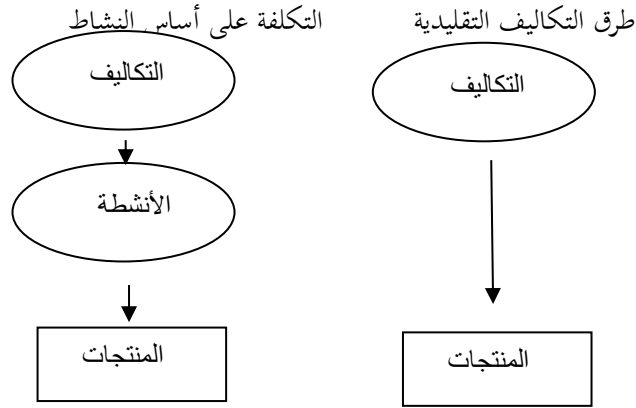 طرق التكاليف التقليدية
التكلفة على أساس النشاط
التكاليف
التكاليف
الأنشطة
المنتجات
المنتجات